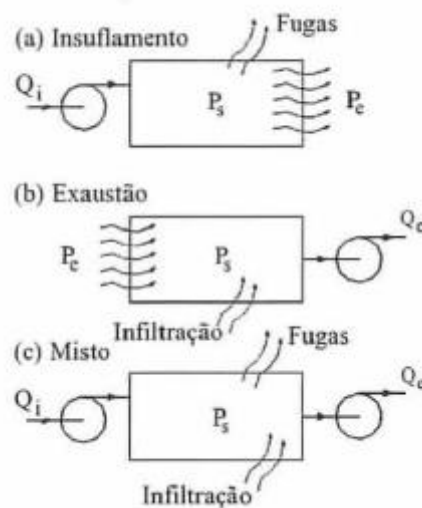 (a) Insuflamento
Fugas
Qi
Ps
Pe
(b) Exaustão
Pe
Ps
Qe
Infiltração
Fugas
(c) Misto
Qi
Ps
Qe
Infiltração